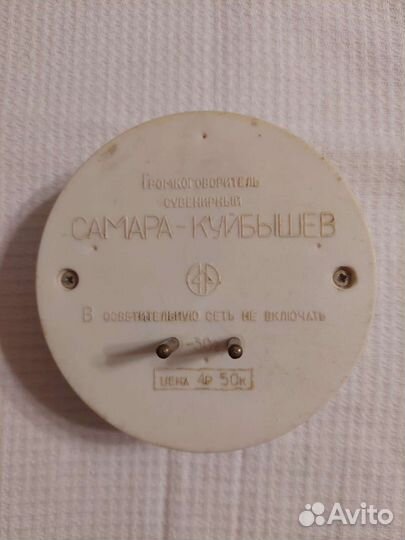 Громкоговоритель
сувенирный
САМАРА-КУЙБЫШЕВ
В осветительную сеть не включать
ЦЕНА 4Р 50К
Avito